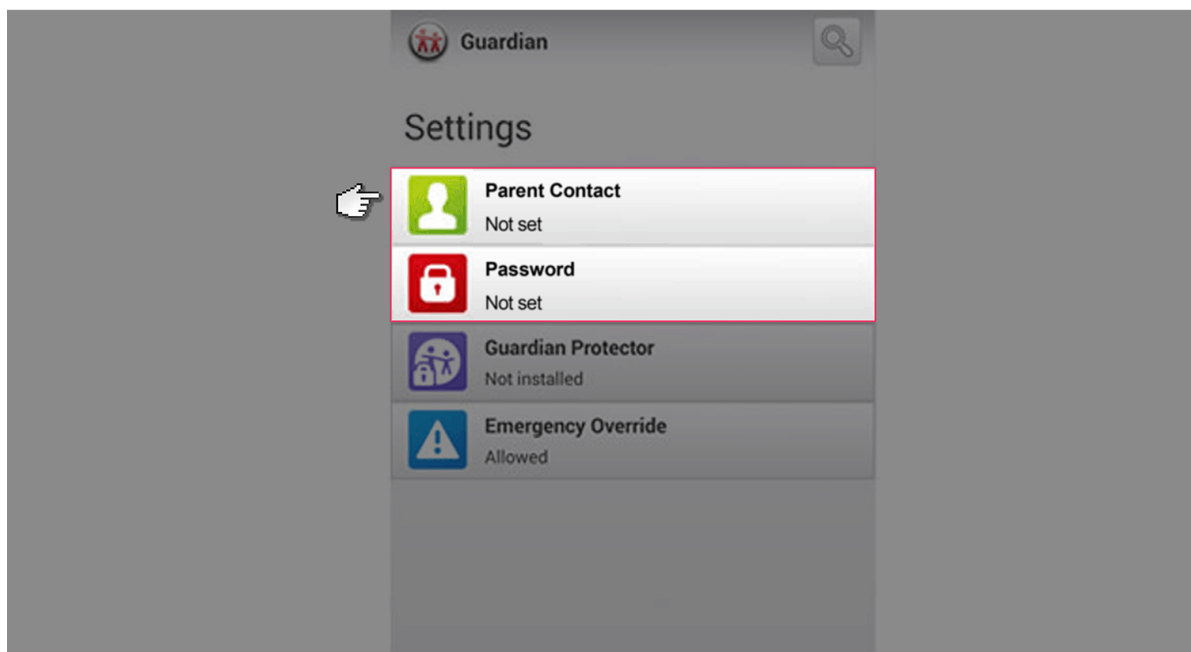 Guardian
Settings
Parent Contact
Not set
Password
Not set
Guardian Protector
Not installed
Emergency Override
Allowed